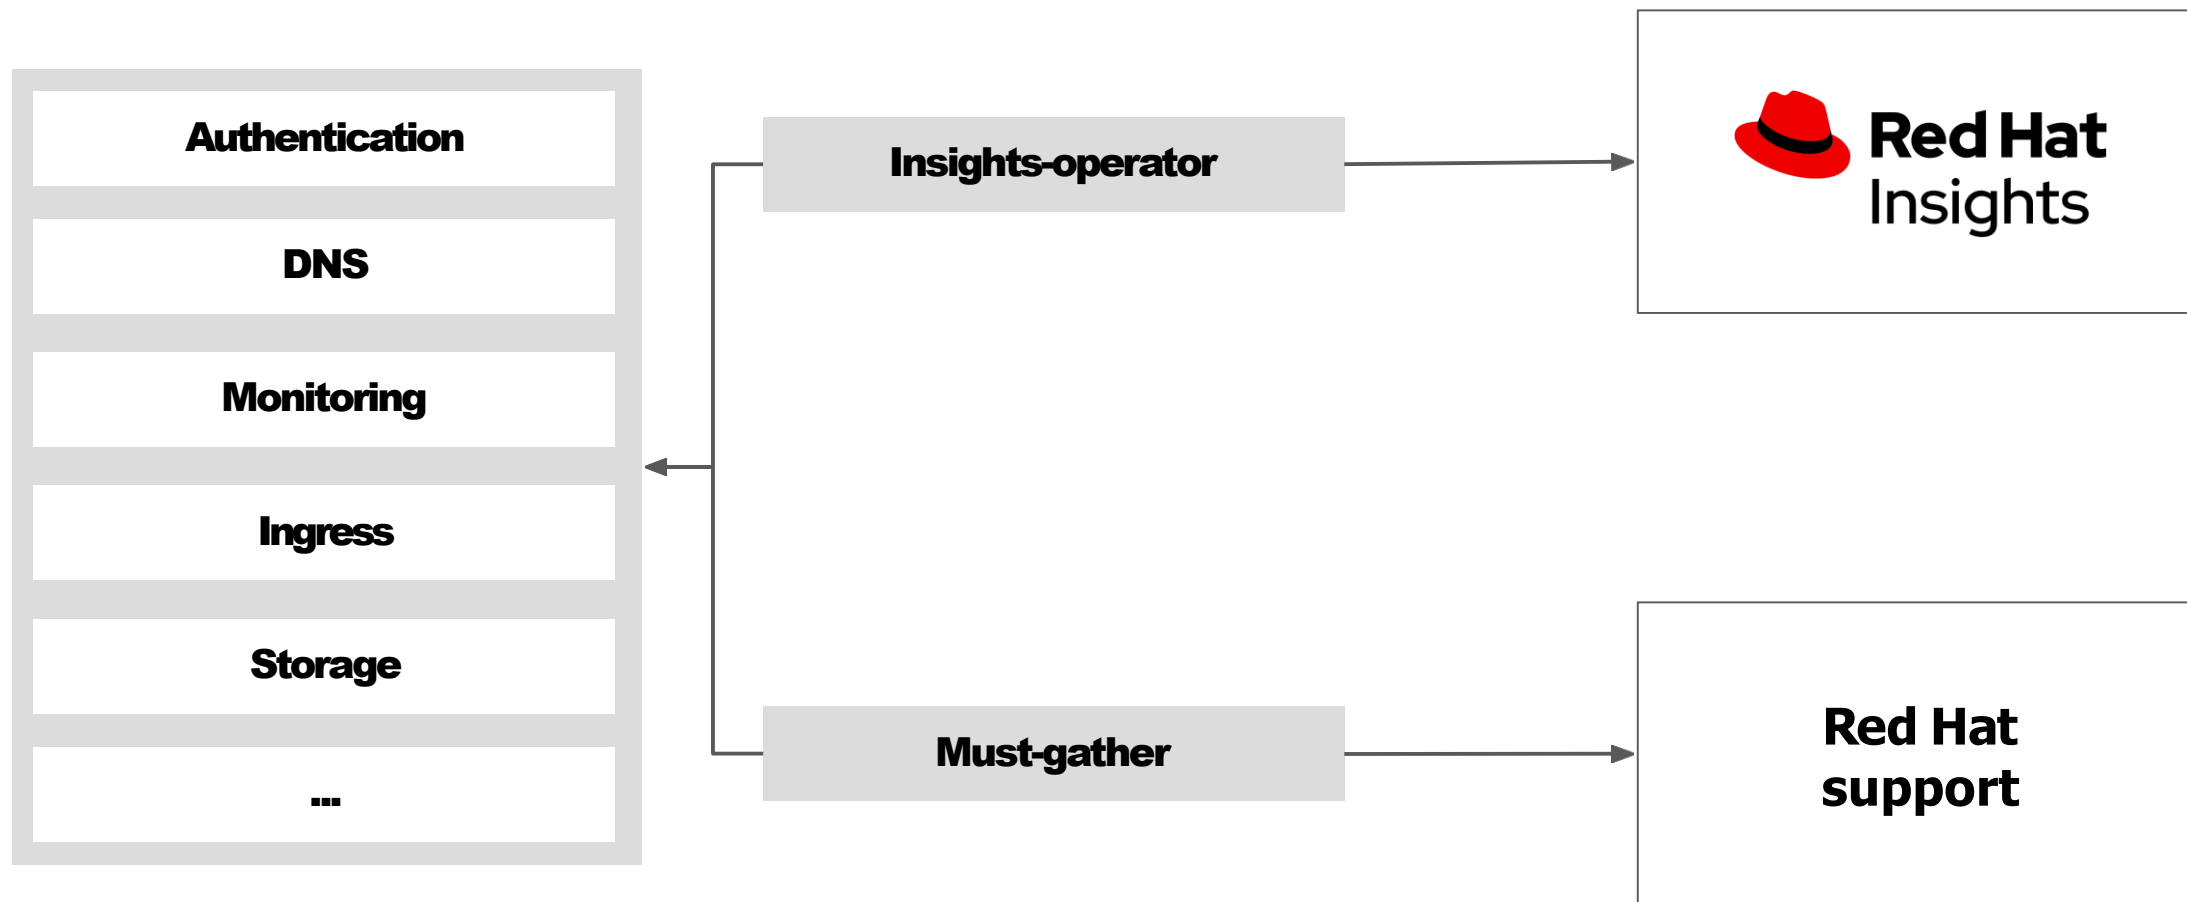 Authentication
DNS
Monitoring
Ingress
Storage
...
Insights-operator
Must-gather
Red Hat
Insights
Red Hat
support